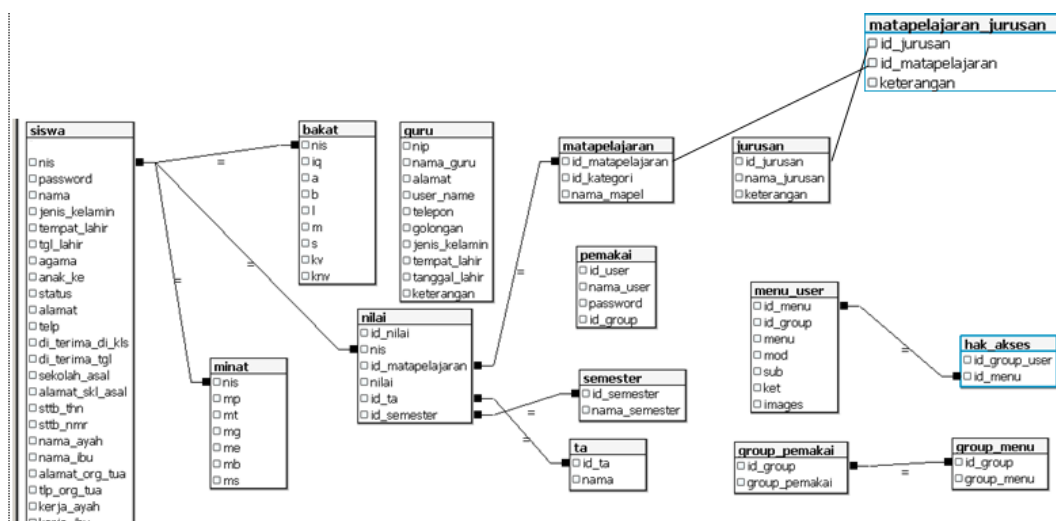 matapelajaran_jurusan
id_jurusan
id_matapelajaran
keterangan
siswa
nis
password
nama
jenis_kelamin
tempat_lahir
tgl_lahir
agama
anak_ke
status
alamat
telp
di_terima_di_kls
di_terima_tgl
sekolah_asal
alamat_skl_asal
sttb_thn
sttb_nmr
nama_ayah
nama_ibu
alamat_org_tua
tlp_org_tua
kerja_ayah
bakat
nis
iq
a
b
l
m
s
kv
knv
guru
nip
nama_guru
alamat
user_name
telepon
golongan
jenis_kelamin
tempat_lahir
tanggal_lahir
keterangan
matapelajaran
id_matapelajaran
id_kategori
nama_mapel
jurusan
id_jurusan
nama_jurusan
keterangan
pemakai
id_user
nama_user
password
id_group
menu_user
id_menu
id_group
menu
mod
sub
ket
images
hak_akses
id_group_user
id_menu
nilai
id_nilai
nis
id_matapelajaran
nilai
id_ta
id_semester
minat
nis
mp
mt
mg
me
mb
ms
semester
id_semester
nama_semester
ta
id_ta
nama
group_pemakai
id_group
group_pemakai
group_menu
id_group
group_menu
=
=
=
=
=
=
=
=